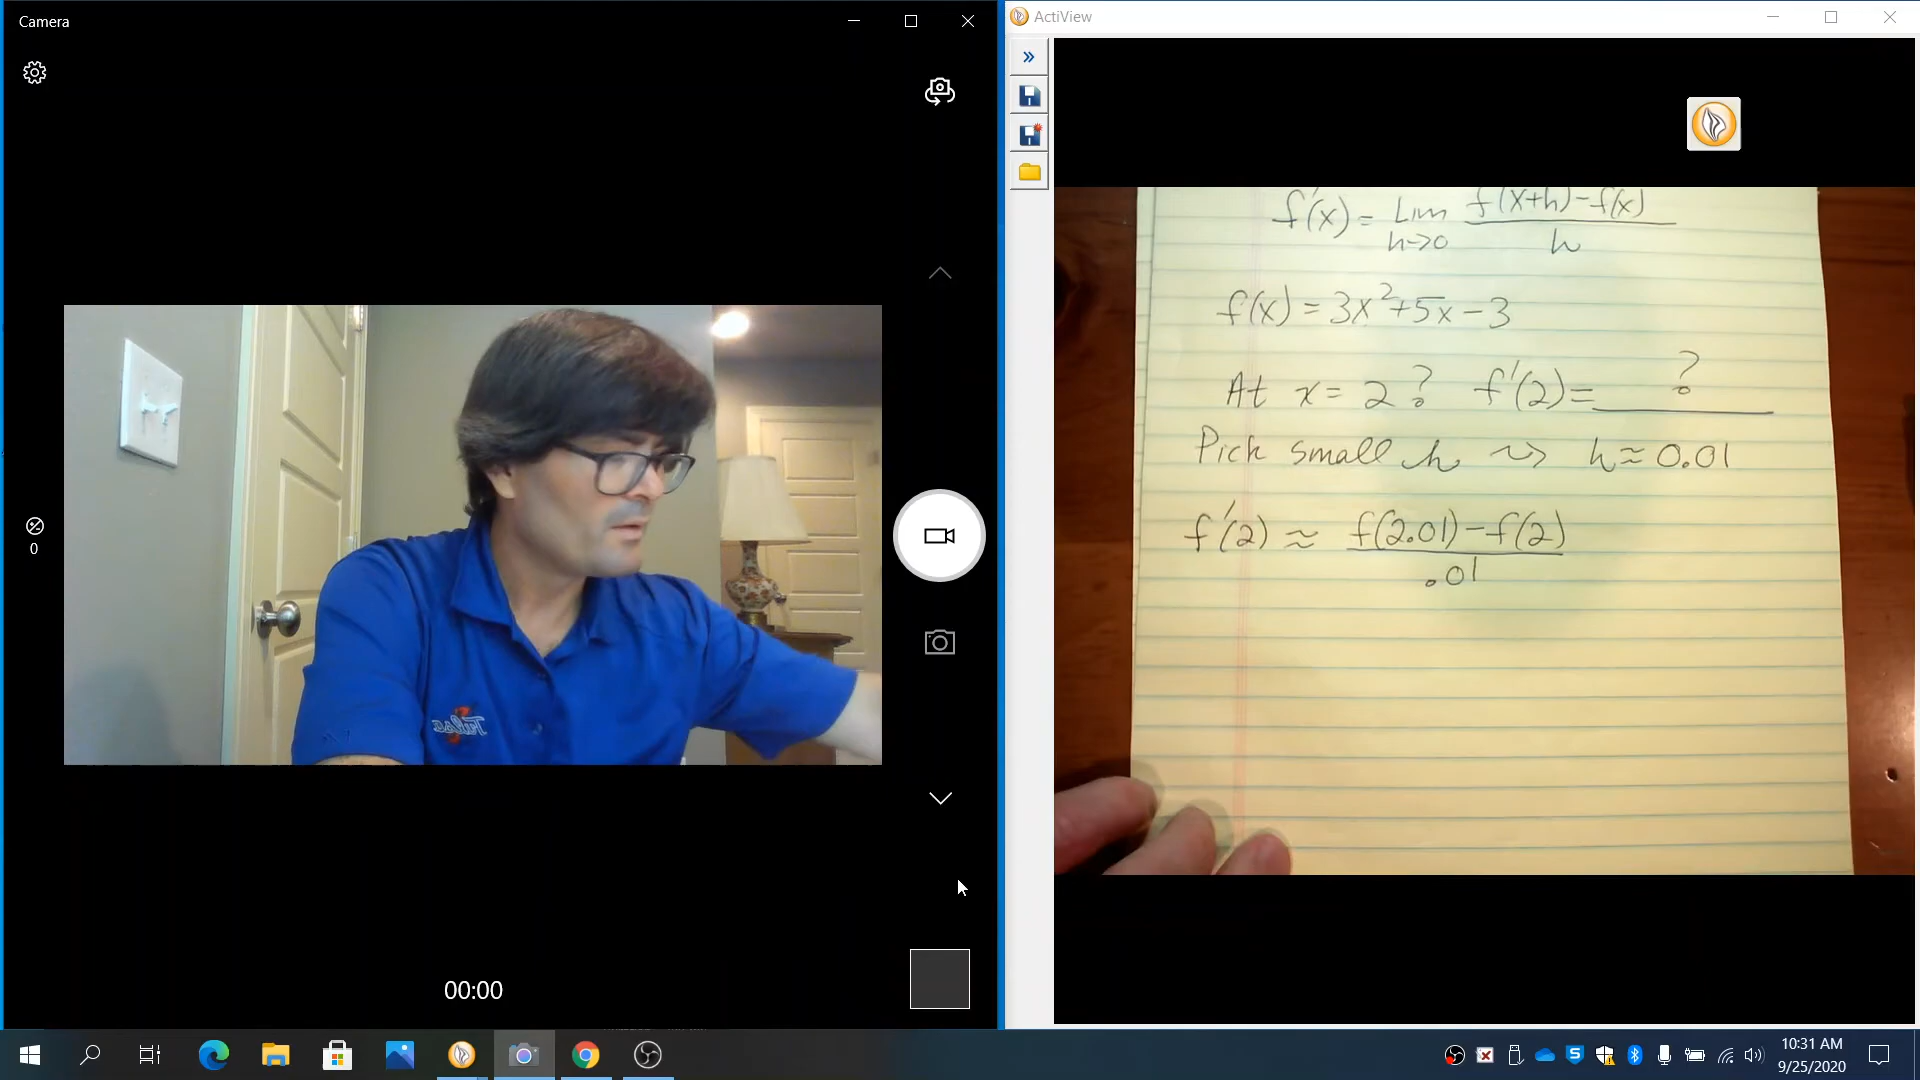 Camera
ActiView
f'(x) = Lim h->0 f(x+h)-f(x) / h
f(x) = 3x²+5x-3
At x = 2 ? f'(2) = ?
Pick small h ~> h ≈ 0.01
f'(2) ≈ f(2.01)-f(2) / .01
0
Tulsa
00:00
10:31 AM
9/25/2020